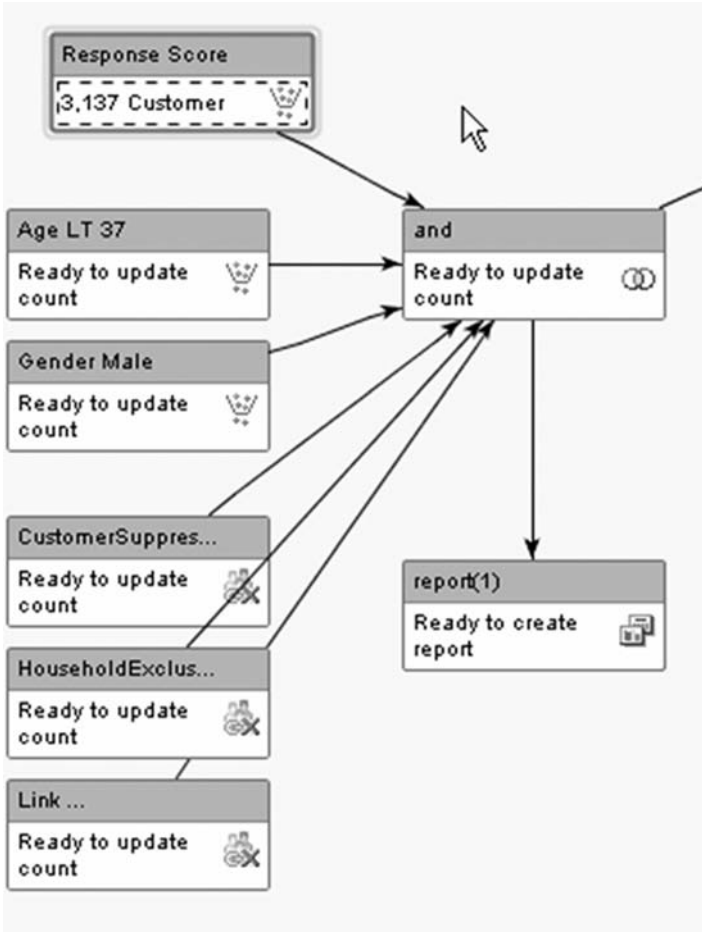 Response Score
3,137 Customer
Age LT 37
Ready to update
count
and
Ready to update
count
Gender Male
Ready to update
count
CustomerSuppres...
Ready to update
count
HouseholdExclus...
Ready to update
count
report(1)
Ready to create
report
Link ...
Ready to update
count